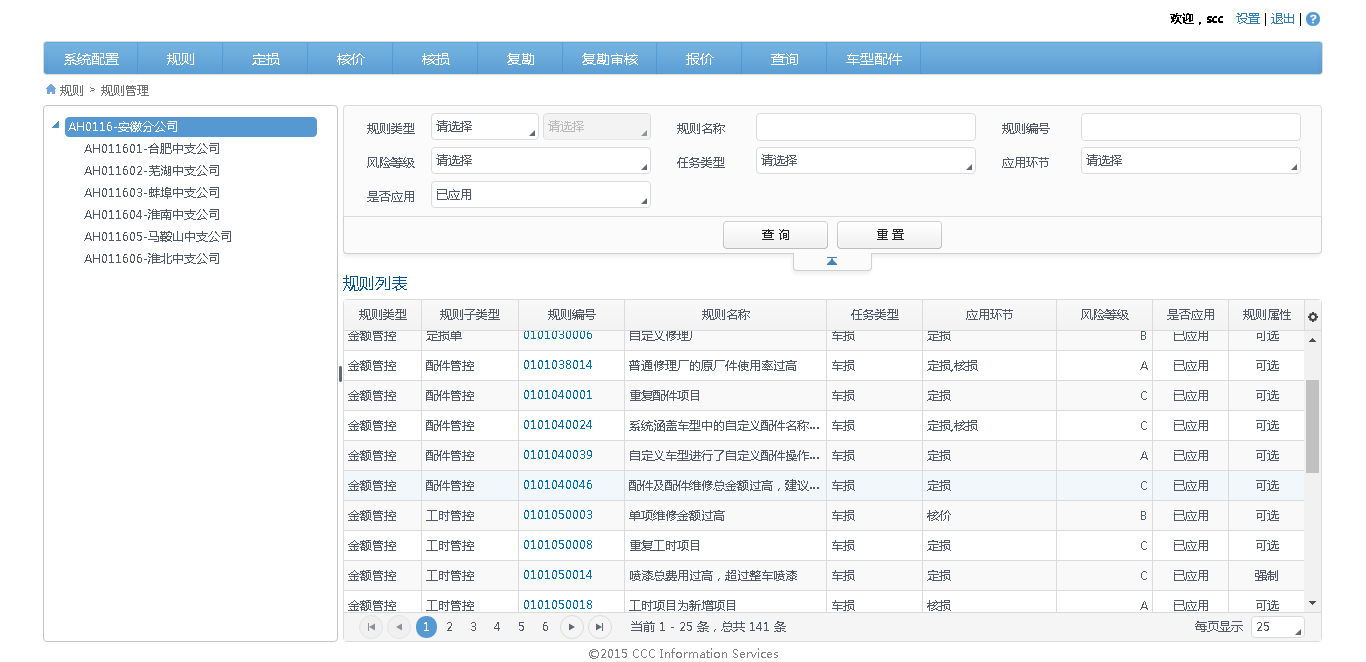 欢迎，scc 设置 | 退出 | ?
系统配置 规则 定损 核价 核损 复勘 复勘审核 报价 查询 车型配件
规则 > 规则管理
AH0116-安徽分公司
AH011601-合肥中支公司
AH011602-芜湖中支公司
AH011603-蚌埠中支公司
AH011604-淮南中支公司
AH011605-马鞍山中支公司
AH011606-淮北中支公司
规则类型 请选择 请选择 规则名称 规则编号
风险等级 请选择 任务类型 请选择 应用环节 请选择
是否应用 已应用
查 询 重 置
规则列表
规则类型 规则子类型 规则编号 规则名称 任务类型 应用环节 风险等级 是否应用 规则属性
金额管控 定损单 0101030006 自定义修理厂 车损 定损 B 已应用 可选
金额管控 配件管控 0101038014 普通修理厂的原厂件使用率过高 车损 定损,核损 A 已应用 可选
金额管控 配件管控 0101040001 重复配件项目 车损 定损 C 已应用 可选
金额管控 配件管控 0101040024 系统涵盖车型中的自定义配件名称... 车损 定损,核损 C 已应用 可选
金额管控 配件管控 0101040039 自定义车型进行了自定义配件操作... 车损 定损 A 已应用 可选
金额管控 配件管控 0101040046 配件及配件维修总金额过高，建议... 车损 定损 C 已应用 可选
金额管控 工时管控 0101050003 单项维修金额过高 车损 核价 B 已应用 可选
金额管控 工时管控 0101050008 重复工时项目 车损 定损 C 已应用 可选
金额管控 工时管控 0101050014 喷漆总费用过高，超过整车喷漆 车损 定损 C 已应用 强制
金额管控 工时管控 0101050018 工时项目为新增项目 车损 核损 A 已应用 可选
1 2 3 4 5 6 当前 1 - 25 条，总共 141 条 每页显示 25
©2015 CCC Information Services